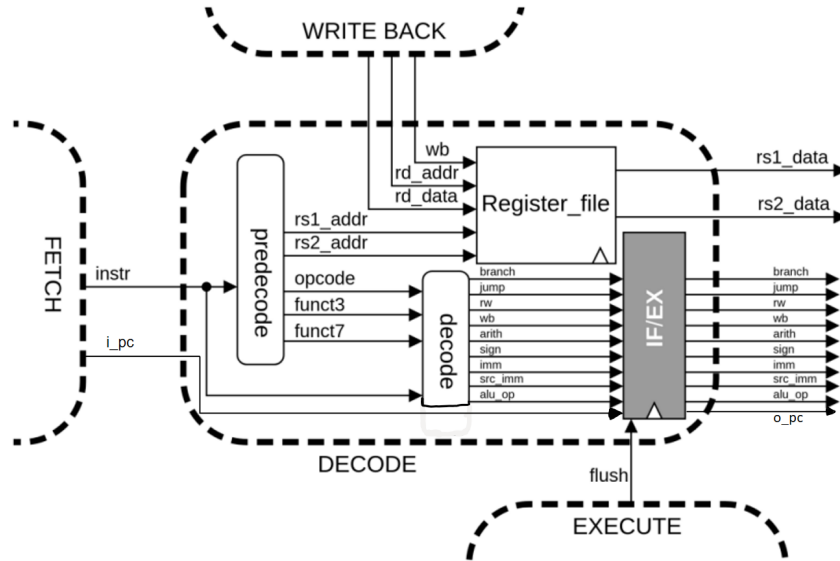 WRITE BACK
wb
rd_addr
rd_data
rs1_data
rs2_data
Register_file
FETCH
instr
i_pc
predecode
rs1_addr
rs2_addr
opcode
funct3
funct7
decode
branch
jump
rw
wb
arith
sign
imm
src_imm
alu_op
IF/EX
branch
jump
rw
wb
arith
sign
imm
src_imm
alu_op
o_pc
DECODE
flush
EXECUTE